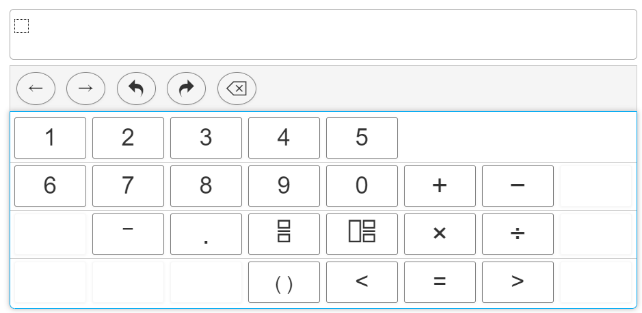 ← →
1 2 3 4 5
6 7 8 9 0 + −
− . × ÷
( ) < = >